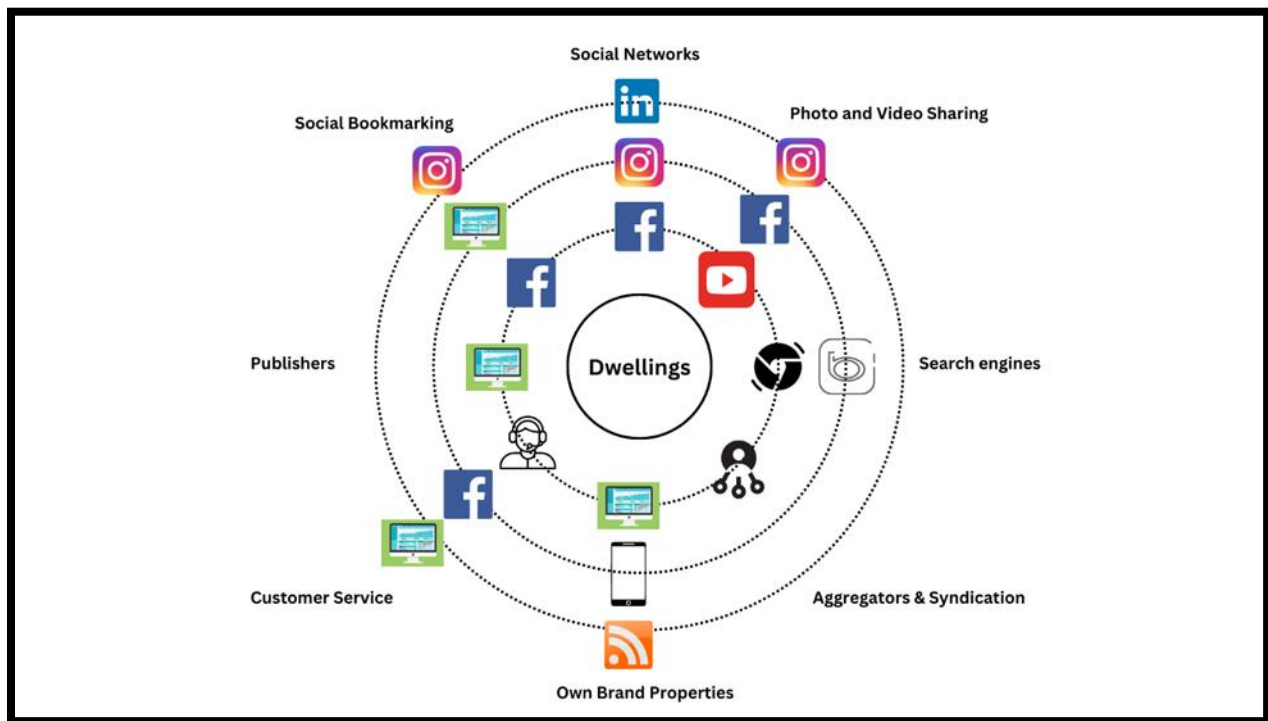 Social Networks
Social Bookmarking
Photo and Video Sharing
in
Publishers
Dwellings
Search engines
Customer Service
Aggregators & Syndication
Own Brand Properties